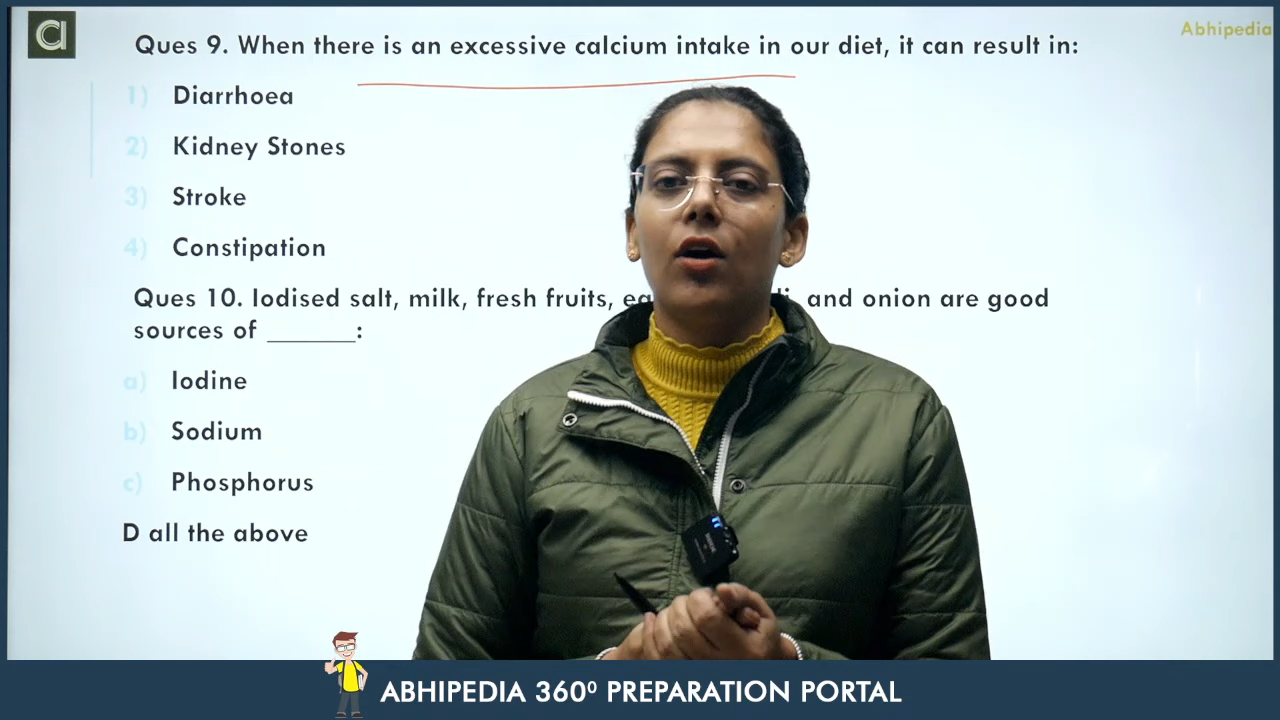 Abhipedia
Ques 9. When there is an excessive calcium intake in our diet, it can result in:
1) Diarrhoea
2) Kidney Stones
3) Stroke
4) Constipation
Ques 10. Iodised salt, milk, fresh fruits, and onion are good
sources of _______:
a) Iodine
b) Sodium
c) Phosphorus
D all the above
ABHIPEDIA 360⁰ PREPARATION PORTAL